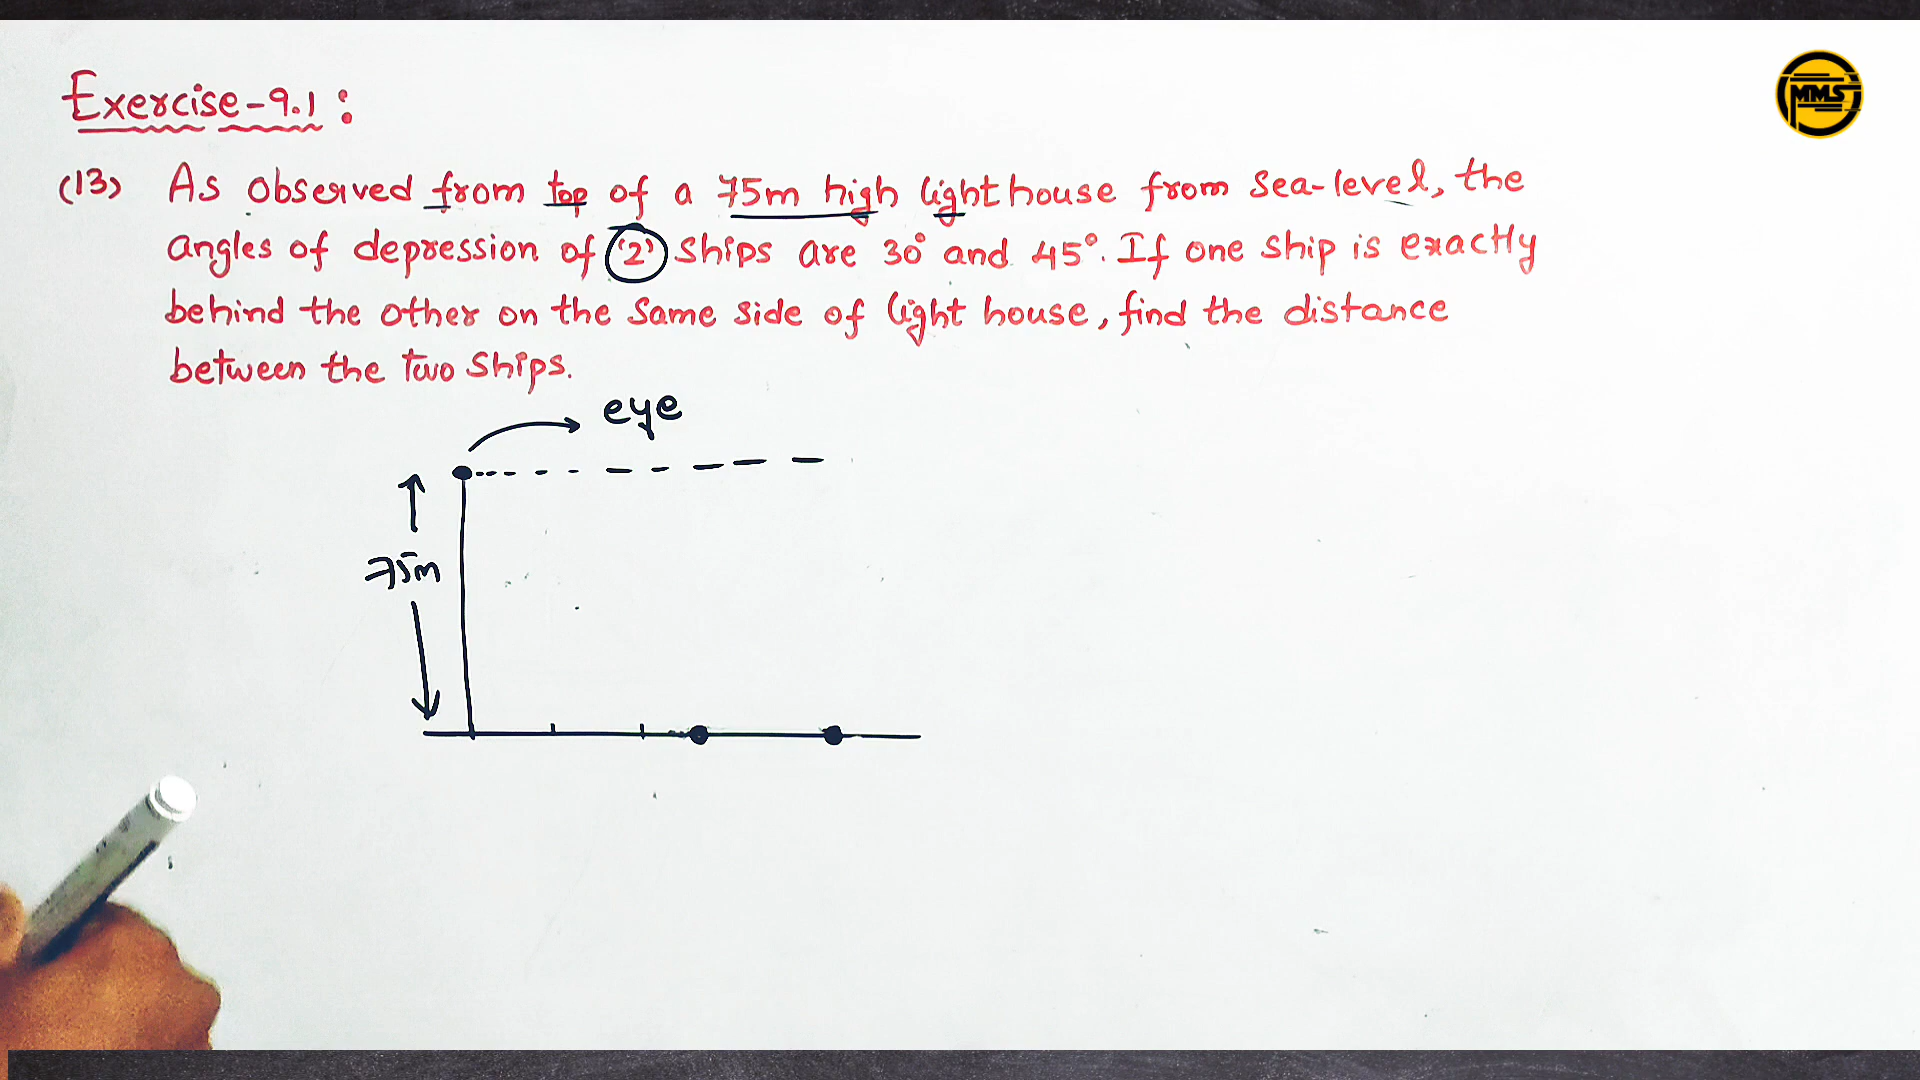 Exercise-9.1:
MMS
(13) As observed from top of a 75m high light house from sea-level, the
angles of depression of '2' ships are 30° and 45°. If one ship is exactly
behind the other on the same side of light house, find the distance
between the two ships.
eye
75m